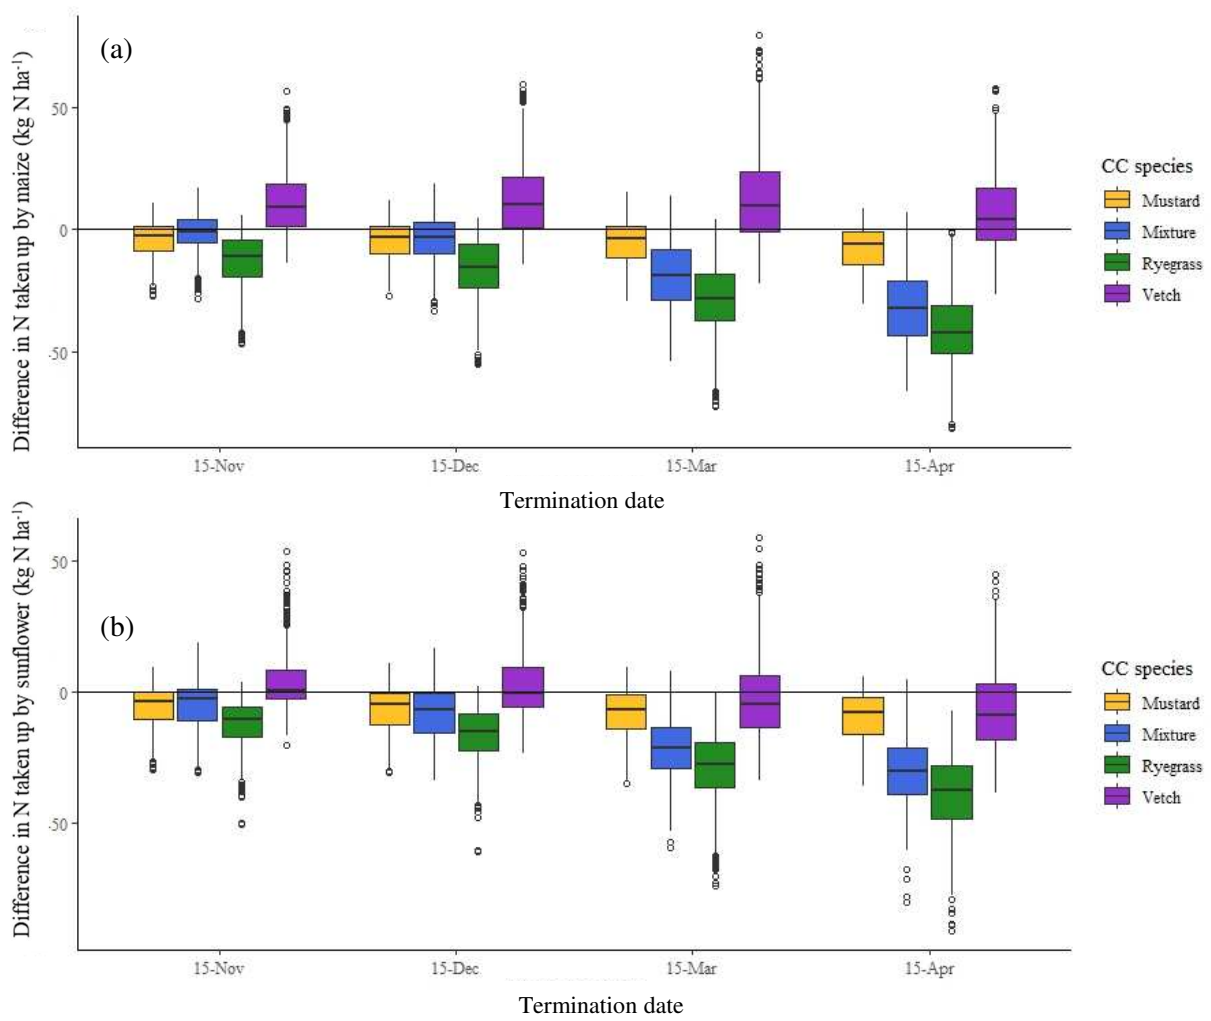 (a)
Difference in N taken up by maize (kg N ha⁻¹)
50
0
-50
15-Nov 15-Dec 15-Mar 15-Apr
Termination date
CC species
Mustard
Mixture
Ryegrass
Vetch
(b)
Difference in N taken up by sunflower (kg N ha⁻¹)
50
0
-50
15-Nov 15-Dec 15-Mar 15-Apr
Termination date
CC species
Mustard
Mixture
Ryegrass
Vetch